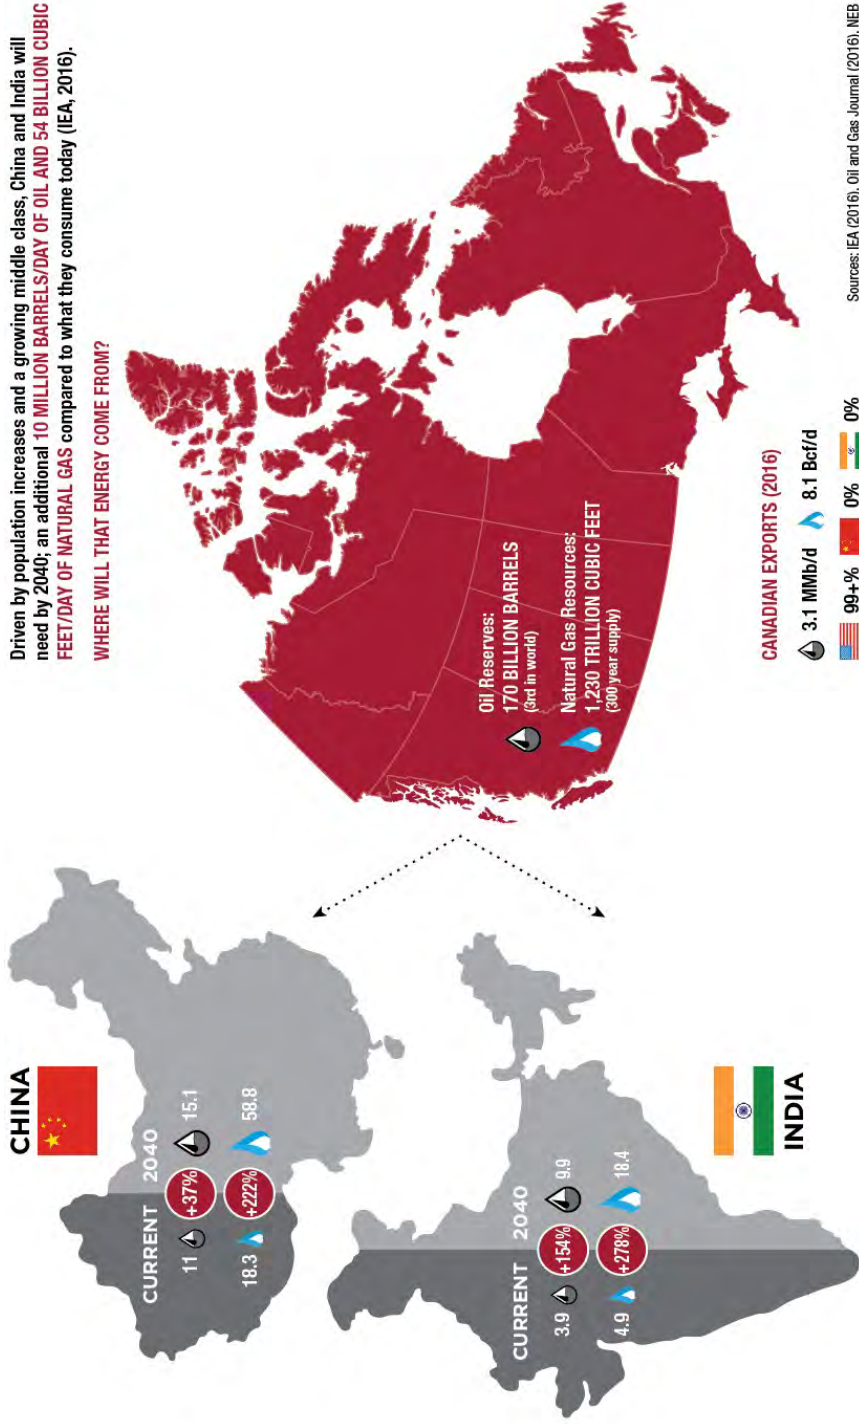 Driven by population increases and a growing middle class, China and India will
need by 2040; an additional 10 MILLION BARRELS/DAY OF OIL AND 54 BILLION CUBIC
FEET/DAY OF NATURAL GAS compared to what they consume today (IEA, 2016).
WHERE WILL THAT ENERGY COME FROM?
CHINA
CURRENT 2040
11 +37% 15.1
18.3 +222% 58.8
CURRENT 2040
3.9 +154% 9.9
4.9 +278% 18.4
INDIA
Oil Reserves:
170 BILLION BARRELS
(3rd in world)
Natural Gas Resources:
1,230 TRILLION CUBIC FEET
(300 year supply)
CANADIAN EXPORTS (2016)
3.1 MMb/d 8.1 Bcf/d
99+% 0% 0%
Sources: IEA (2016), Oil and Gas Journal (2016), NEB